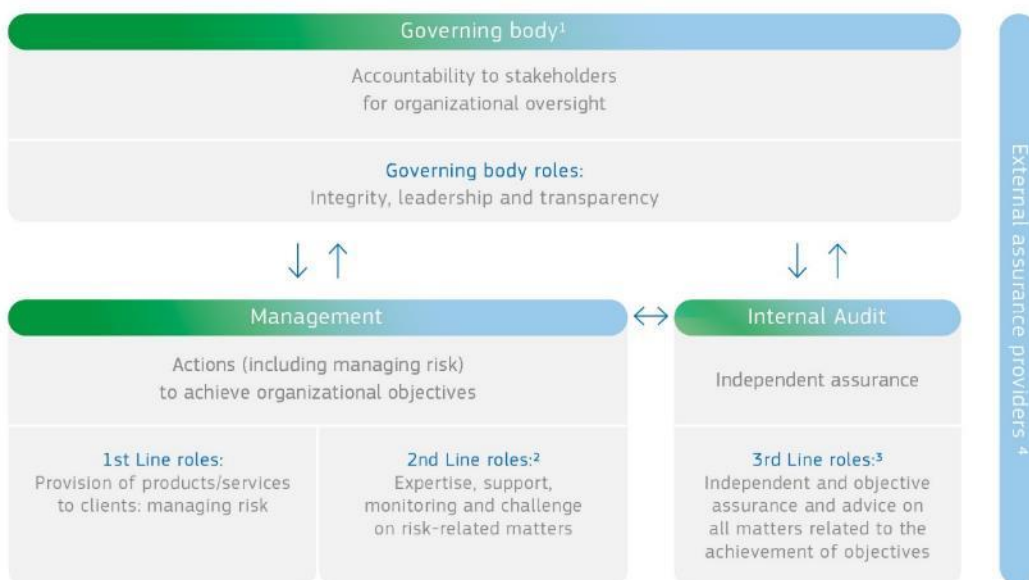 Governing body¹
Accountability to stakeholders
for organizational oversight
Governing body roles:
Integrity, leadership and transparency
Management
Internal Audit
Actions (including managing risk)
to achieve organizational objectives
Independent assurance
1st Line roles:
Provision of products/services
to clients: managing risk
2nd Line roles:²
Expertise, support,
monitoring and challenge
on risk-related matters
3rd Line roles:³
Independent and objective
assurance and advice on
all matters related to the
achievement of objectives
External assurance providers ⁴